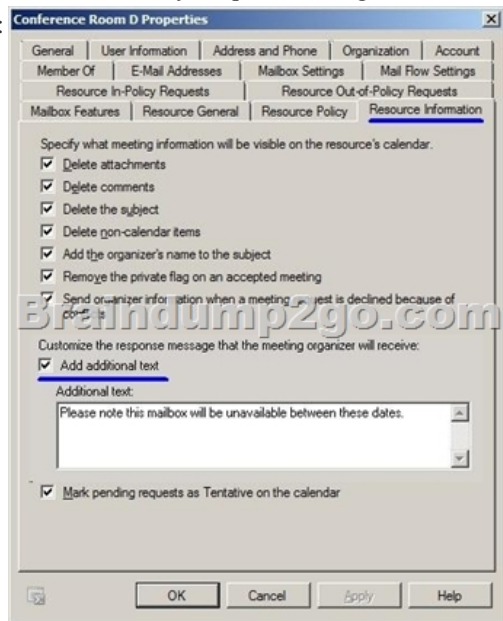 :
Conference Room D Properties
General User Information Address and Phone Organization Account
Member Of E-Mail Addresses Mailbox Settings Mail Flow Settings
Resource In-Policy Requests Resource Out-of-Policy Requests
Mailbox Features Resource General Resource Policy Resource Information
Specify what meeting information will be visible on the resource's calendar.
Delete attachments
Delete comments
Delete the subject
Delete non-calendar items
Add the organizer's name to the subject
Remove the private flag on an accepted meeting
Send organizer information when a meeting request is declined because of
conflicts
Braindump2go.com
Customize the response message that the meeting organizer will receive:
Add additional text
Additional text:
Please note this mailbox will be unavailable between these dates.
Mark pending requests as Tentative on the calendar
OK Cancel Apply Help